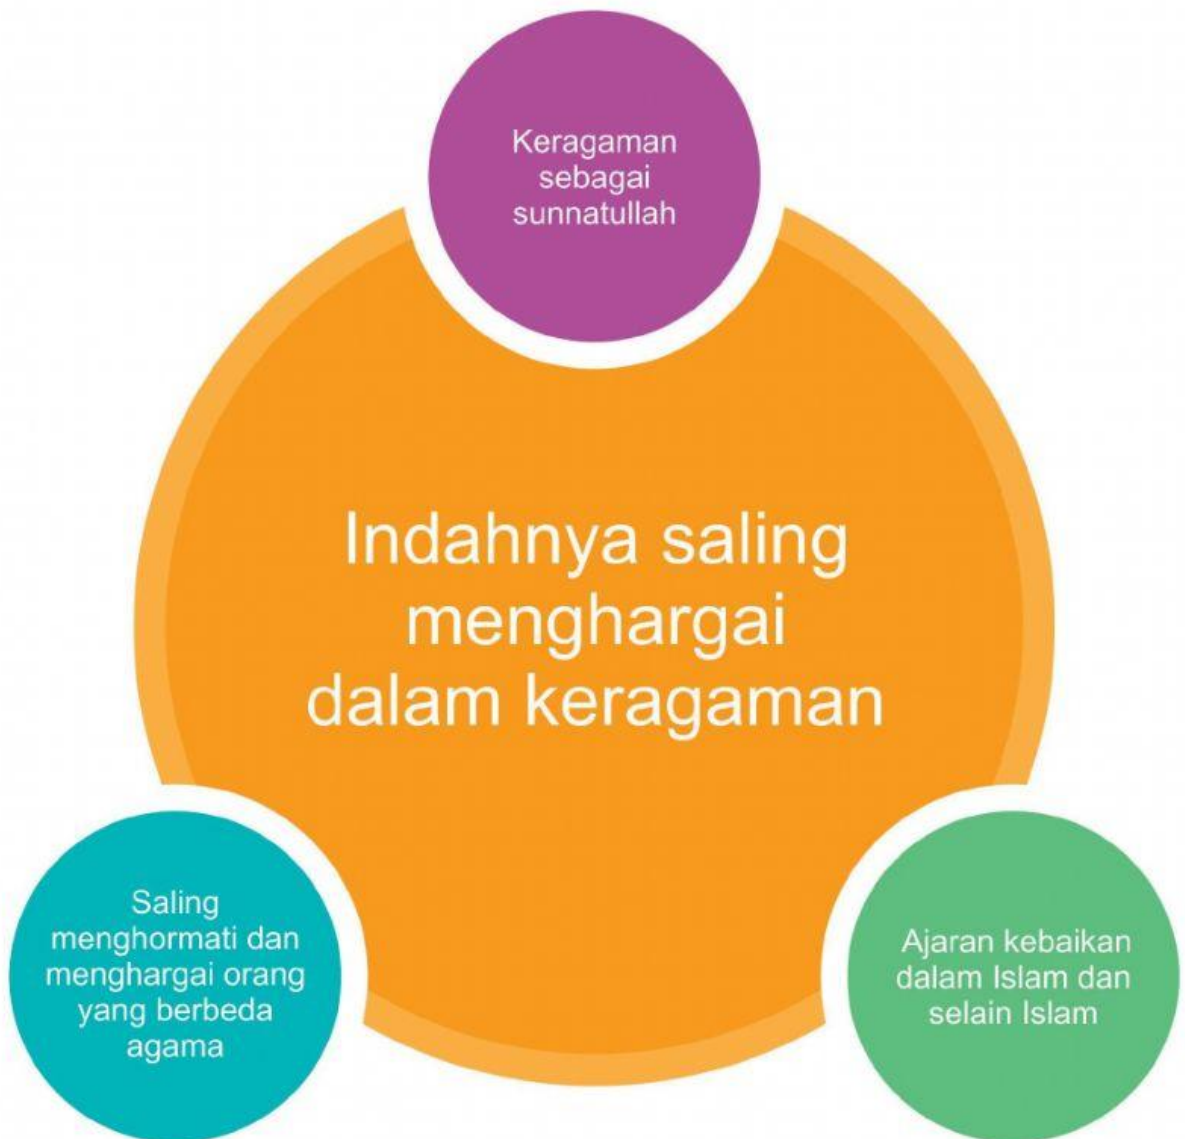 Keragaman
sebagai
sunnatullah
Indahnya saling
menghargai
dalam keragaman
Saling
menghormati dan
menghargai orang
yang berbeda
agama
Ajaran kebaikan
dalam Islam dan
selain Islam